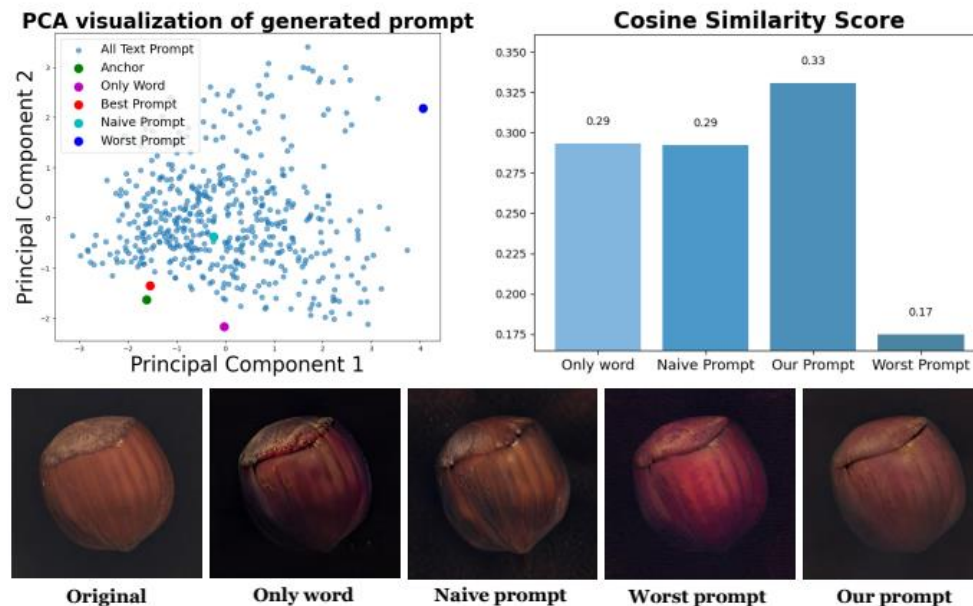 PCA visualization of generated prompt
All Text Prompt
Anchor
Only Word
Best Prompt
Naive Prompt
Worst Prompt
3
2
1
0
−1
−2
−3
−2
−1
0
1
2
3
4
Principal Component 2
Principal Component 1
Cosine Similarity Score
0.350
0.325
0.300
0.275
0.250
0.225
0.200
0.175
0.29
0.29
0.33
0.17
Only word
Naive Prompt
Our Prompt
Worst Prompt
Original
Only word
Naive prompt
Worst prompt
Our prompt